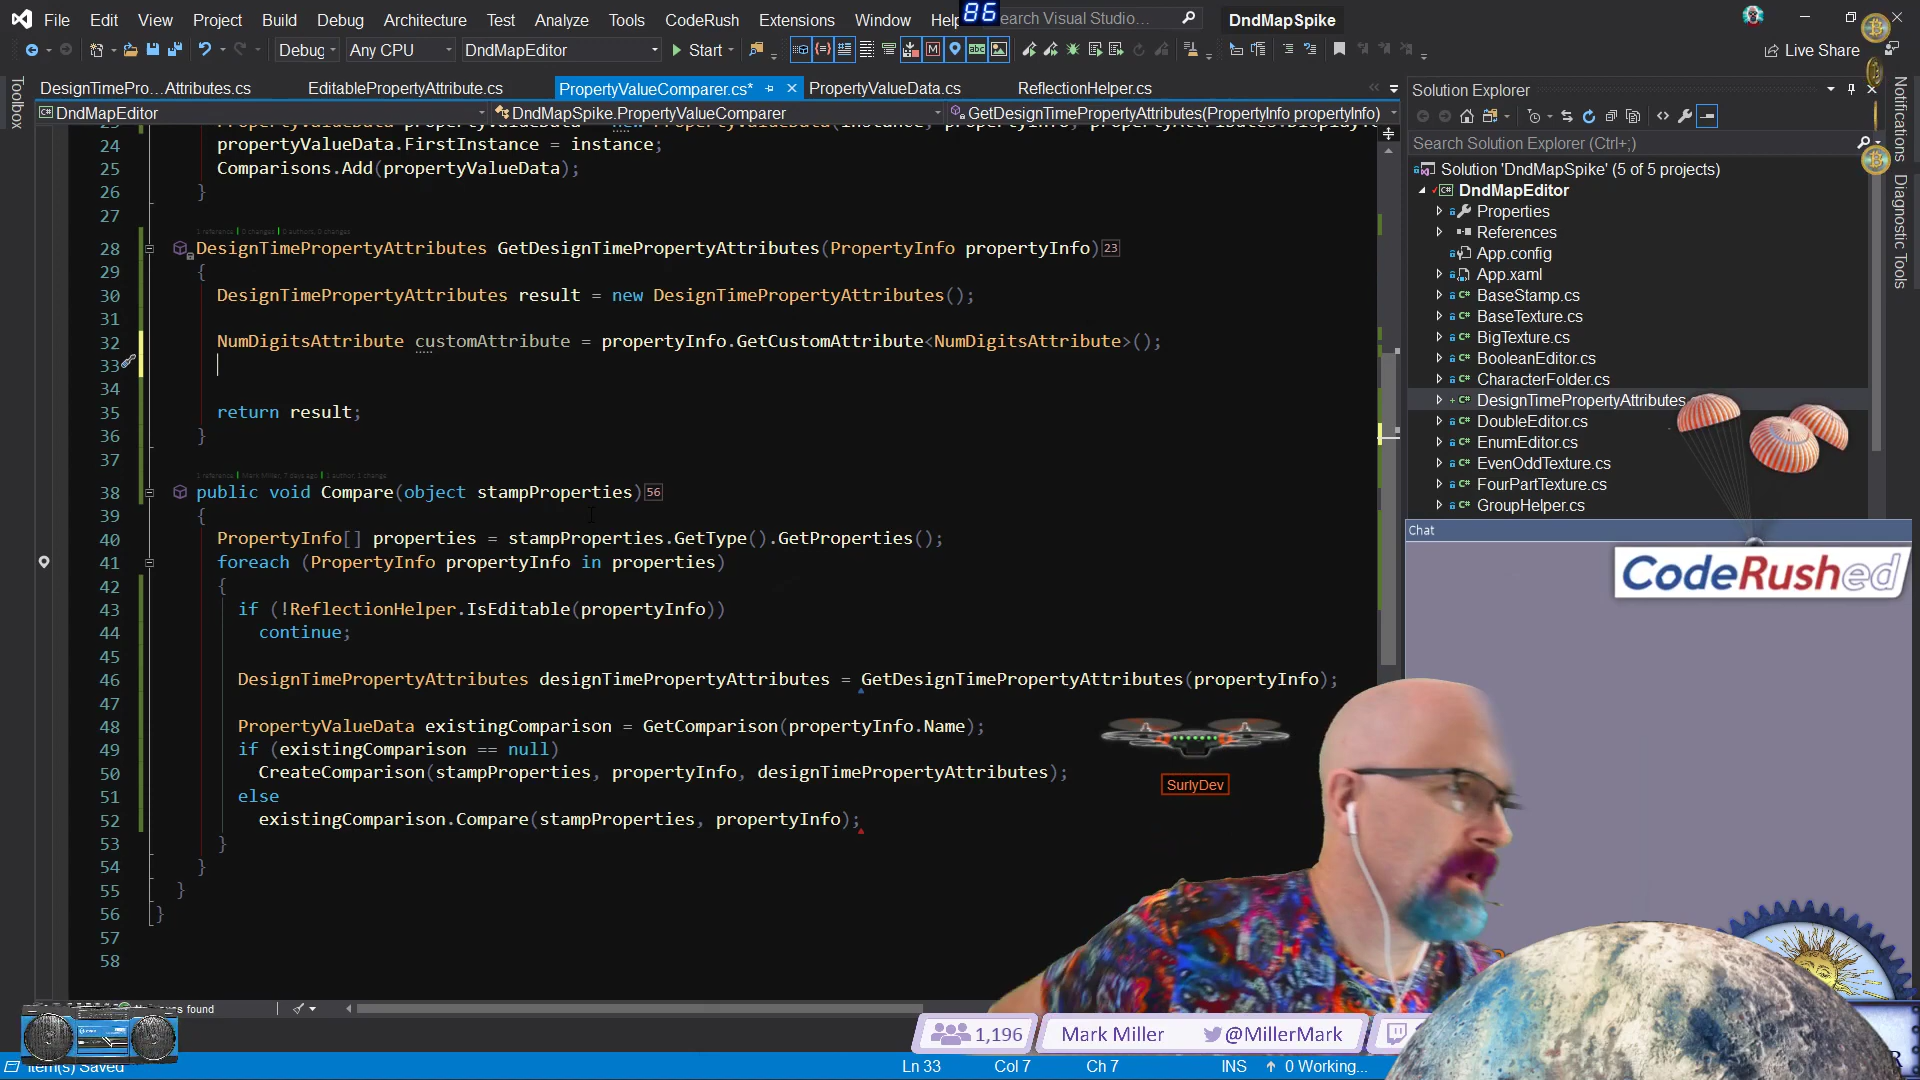 File Edit View Project Build Debug Architecture Test Analyze Tools CodeRush Extensions Window Help 86 Search Visual Studio... DndMapSpike
Debug Any CPU DndMapEditor Start Live Share
Toolbox
DesignTimePro...Attributes.cs EditablePropertyAttribute.cs PropertyValueComparer.cs* PropertyValueData.cs ReflectionHelper.cs
DndMapEditor DndMapSpike.PropertyValueComparer GetDesignTimePropertyAttributes(PropertyInfo propertyInfo)
24 propertyValueData.FirstInstance = instance;
25 Comparisons.Add(propertyValueData);
26 }
27
28 DesignTimePropertyAttributes GetDesignTimePropertyAttributes(PropertyInfo propertyInfo) 23
29 {
30 DesignTimePropertyAttributes result = new DesignTimePropertyAttributes();
31
32 NumDigitsAttribute customAttribute = propertyInfo.GetCustomAttribute<NumDigitsAttribute>();
33
34
35 return result;
36 }
37
38 public void Compare(object stampProperties) 56
39 {
40 PropertyInfo[] properties = stampProperties.GetType().GetProperties();
41 foreach (PropertyInfo propertyInfo in properties)
42 {
43 if (!ReflectionHelper.IsEditable(propertyInfo))
44 continue;
45
46 DesignTimePropertyAttributes designTimePropertyAttributes = GetDesignTimePropertyAttributes(propertyInfo);
47
48 PropertyValueData existingComparison = GetComparison(propertyInfo.Name);
49 if (existingComparison == null)
50 CreateComparison(stampProperties, propertyInfo, designTimePropertyAttributes);
51 else
52 existingComparison.Compare(stampProperties, propertyInfo);
53 }
54 }
55 }
56 }
57
58
Solution Explorer
Search Solution Explorer (Ctrl+;)
Solution 'DndMapSpike' (5 of 5 projects)
DndMapEditor
Properties
References
App.config
App.xaml
BaseStamp.cs
BaseTexture.cs
BigTexture.cs
BooleanEditor.cs
CharacterFolder.cs
DesignTimePropertyAttributes
DoubleEditor.cs
EnumEditor.cs
EvenOddTexture.cs
FourPartTexture.cs
GroupHelper.cs
Notifications
Diagnostic Tools
Chat
CodeRushed
SurlyDev
s found
1,196 Mark Miller @MillerMark
Item(s) Saved Ln 33 Col 7 Ch 7 INS 0 Working...